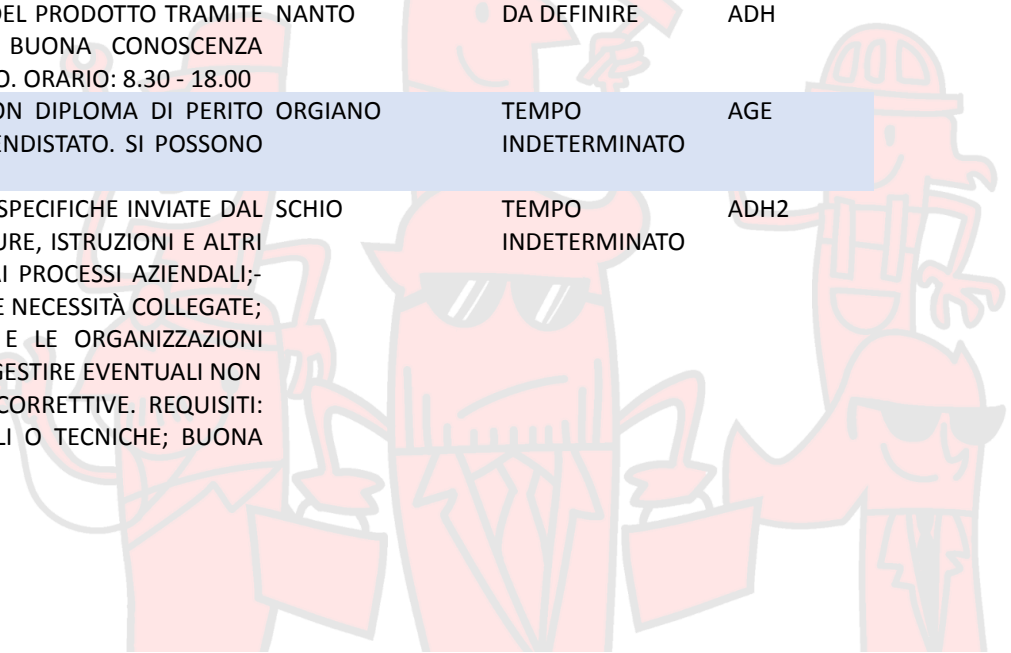 DEL PRODOTTO TRAMITE NANTO DA DEFINIRE ADH
BUONA CONOSCENZA
O. ORARIO: 8.30 - 18.00
ON DIPLOMA DI PERITO ORGIANO TEMPO AGE
ENDISTATO. SI POSSONO INDETERMINATO
SPECIFICHE INVIATE DAL SCHIO TEMPO ADH2
URE, ISTRUZIONI E ALTRI INDETERMINATO
AI PROCESSI AZIENDALI;-
E NECESSITÀ COLLEGATE;
E LE ORGANIZZAZIONI
GESTIRE EVENTUALI NON
CORRETTIVE. REQUISITI:
LI O TECNICHE; BUONA